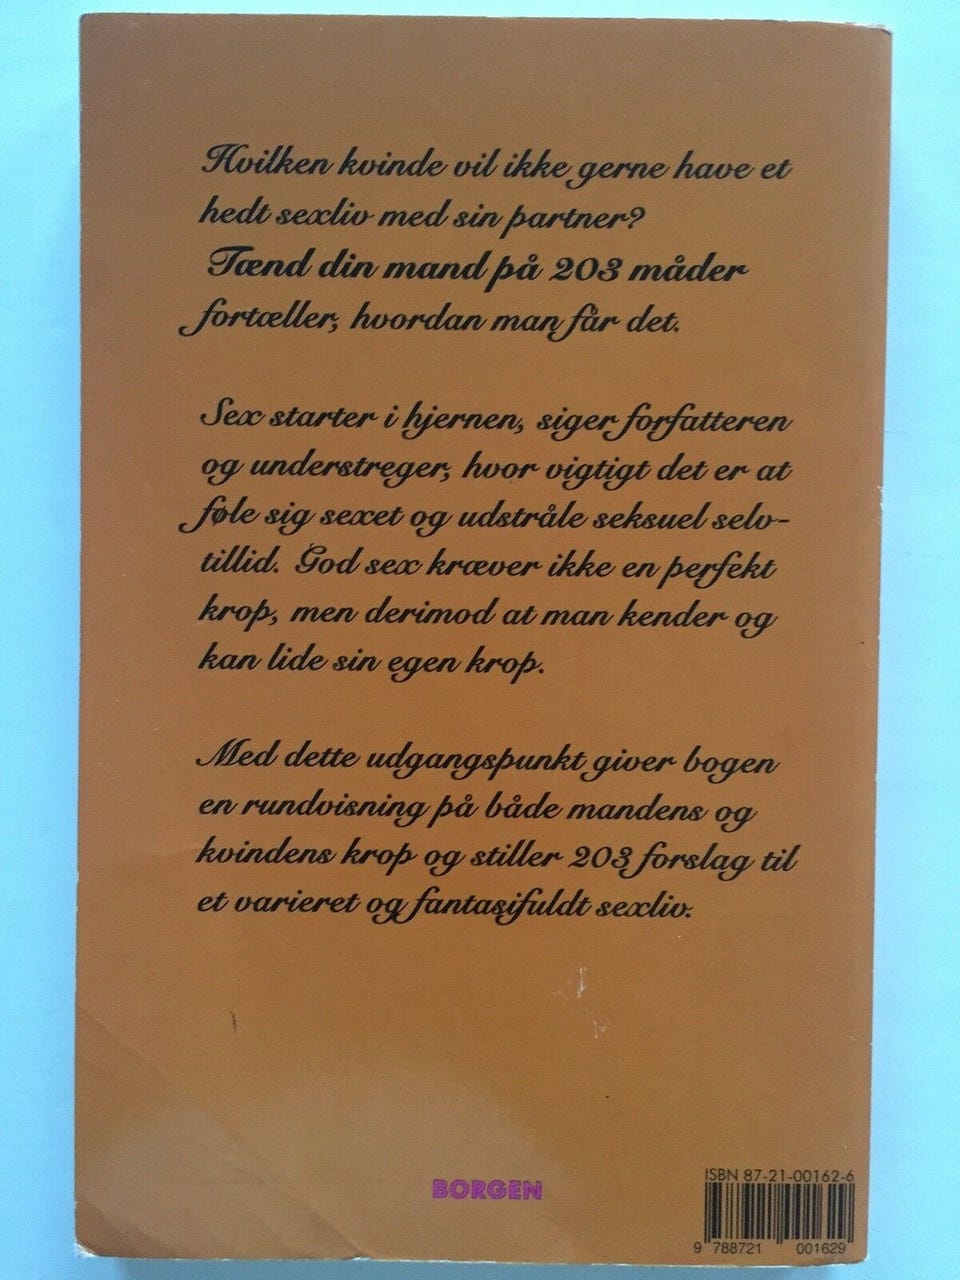 Hvilken kvinde vil ikke gerne have et
hedt sexliv med sin partner?
Tænd din mand på 203 måder
fortæller, hvordan man får det.
Sex starter i hjernen, siger forfatteren
og understreger, hvor vigtigt det er at
føle sig sexet og udstråle seksuel selv-
tillid. God sex kræver ikke en perfekt
krop, men derimod at man kender og
kan lide sin egen krop.
Med dette udgangspunkt giver bogen
en rundvisning på både mandens og
kvindens krop og stiller 203 forslag til
et varieret og fantasifuldt sexliv.
BORGEN
ISBN 87-21-00162-6
9 788721 001629